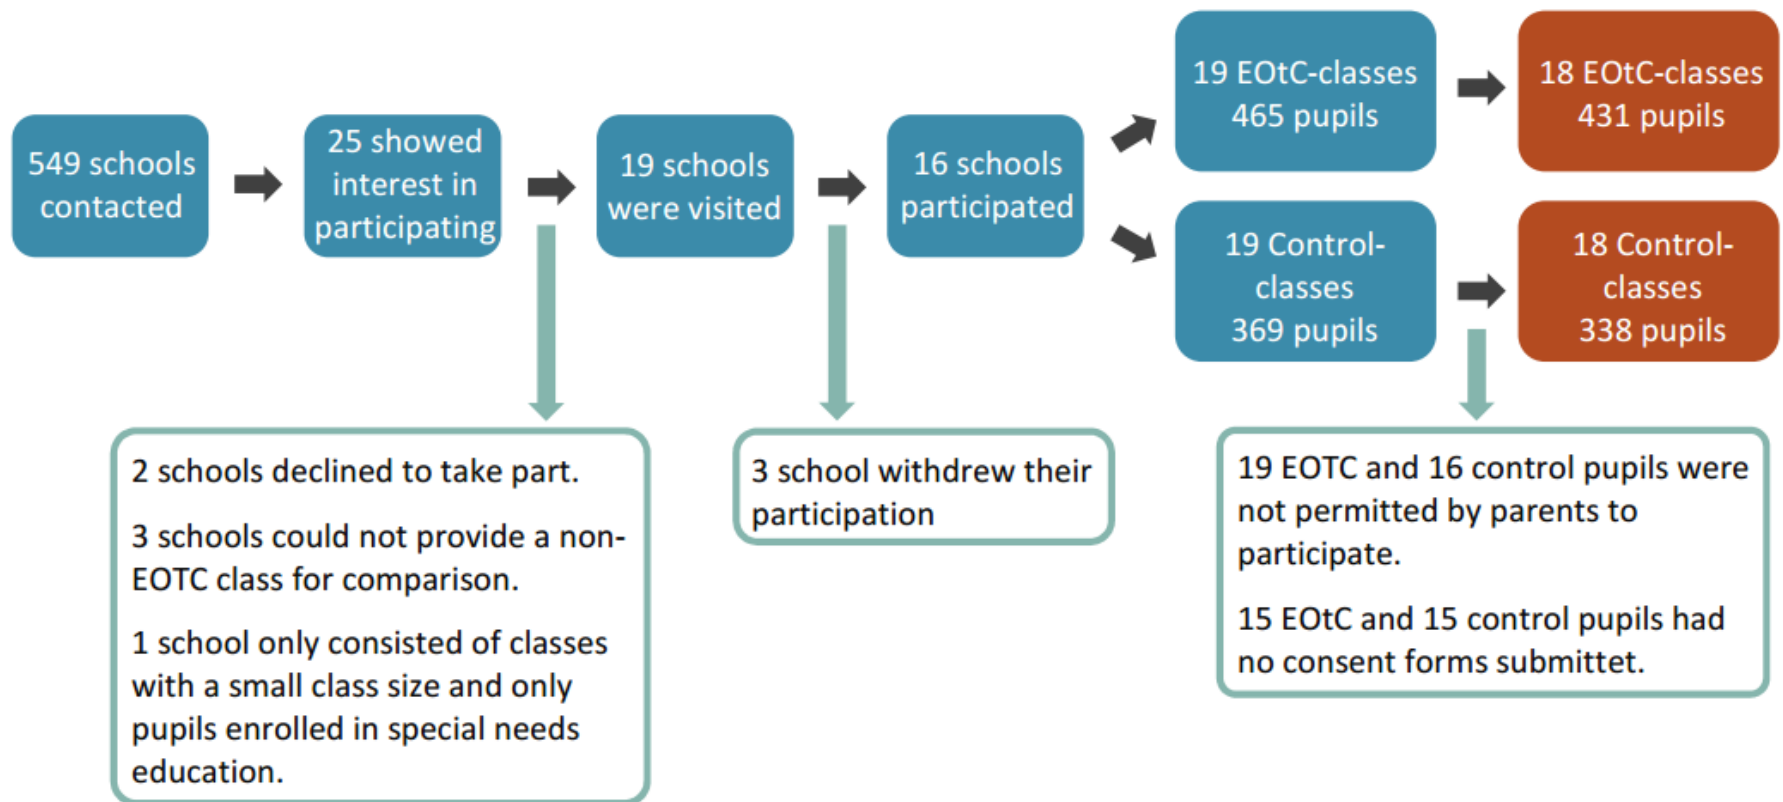 549 schools
contacted
25 showed
interest in
participating
19 schools
were visited
16 schools
participated
19 EOtC-classes
465 pupils
18 EOtC-classes
431 pupils
19 Control-
classes
369 pupils
18 Control-
classes
338 pupils
2 schools declined to take part.
3 schools could not provide a non-
EOTC class for comparison.
1 school only consisted of classes
with a small class size and only
pupils enrolled in special needs
education.
3 school withdrew their
participation
19 EOTC and 16 control pupils were
not permitted by parents to
participate.
15 EOtC and 15 control pupils had
no consent forms submittet.